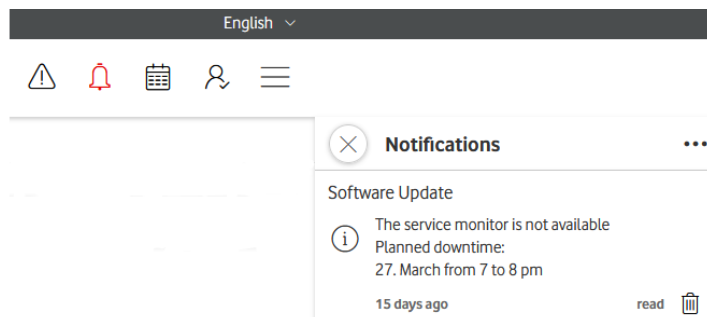 English
Notifications
Software Update
The service monitor is not available
Planned downtime:
27. March from 7 to 8 pm
15 days ago read